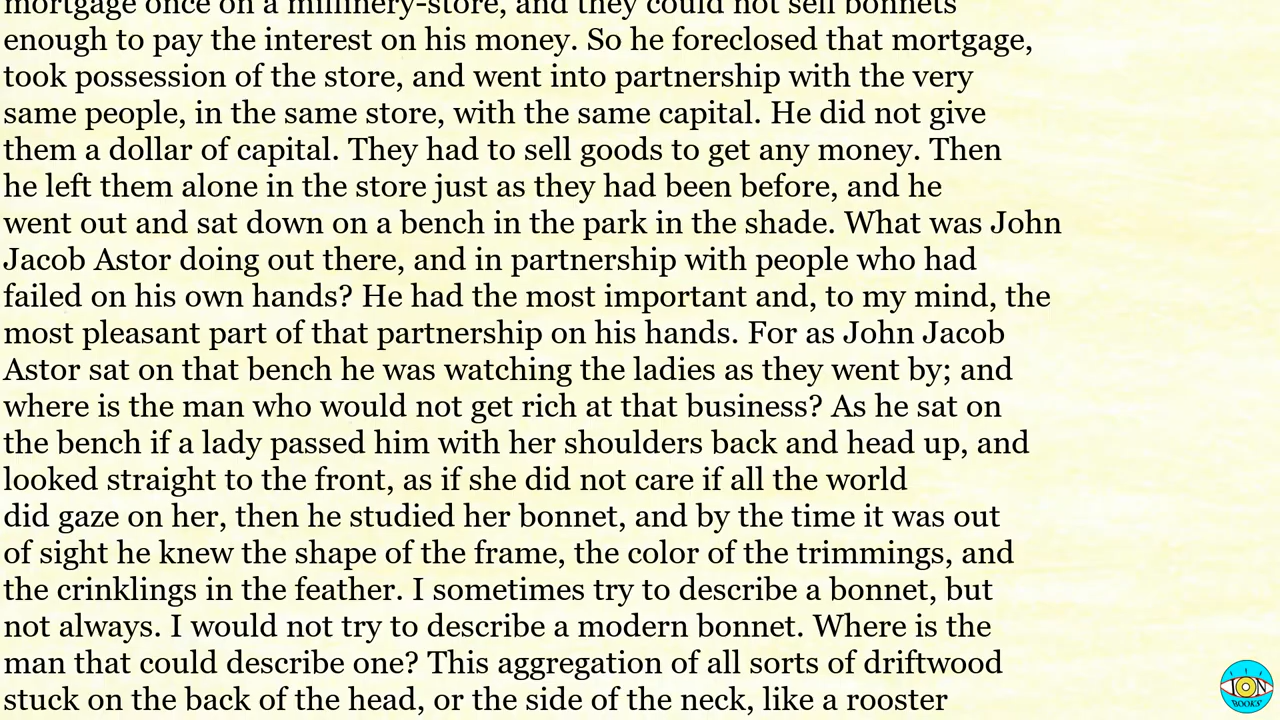 mortgage once on a millinery-store, and they could not sell bonnets
enough to pay the interest on his money. So he foreclosed that mortgage,
took possession of the store, and went into partnership with the very
same people, in the same store, with the same capital. He did not give
them a dollar of capital. They had to sell goods to get any money. Then
he left them alone in the store just as they had been before, and he
went out and sat down on a bench in the park in the shade. What was John
Jacob Astor doing out there, and in partnership with people who had
failed on his own hands? He had the most important and, to my mind, the
most pleasant part of that partnership on his hands. For as John Jacob
Astor sat on that bench he was watching the ladies as they went by; and
where is the man who would not get rich at that business? As he sat on
the bench if a lady passed him with her shoulders back and head up, and
looked straight to the front, as if she did not care if all the world
did gaze on her, then he studied her bonnet, and by the time it was out
of sight he knew the shape of the frame, the color of the trimmings, and
the crinklings in the feather. I sometimes try to describe a bonnet, but
not always. I would not try to describe a modern bonnet. Where is the
man that could describe one? This aggregation of all sorts of driftwood
stuck on the back of the head, or the side of the neck, like a rooster
ION
BOOKS